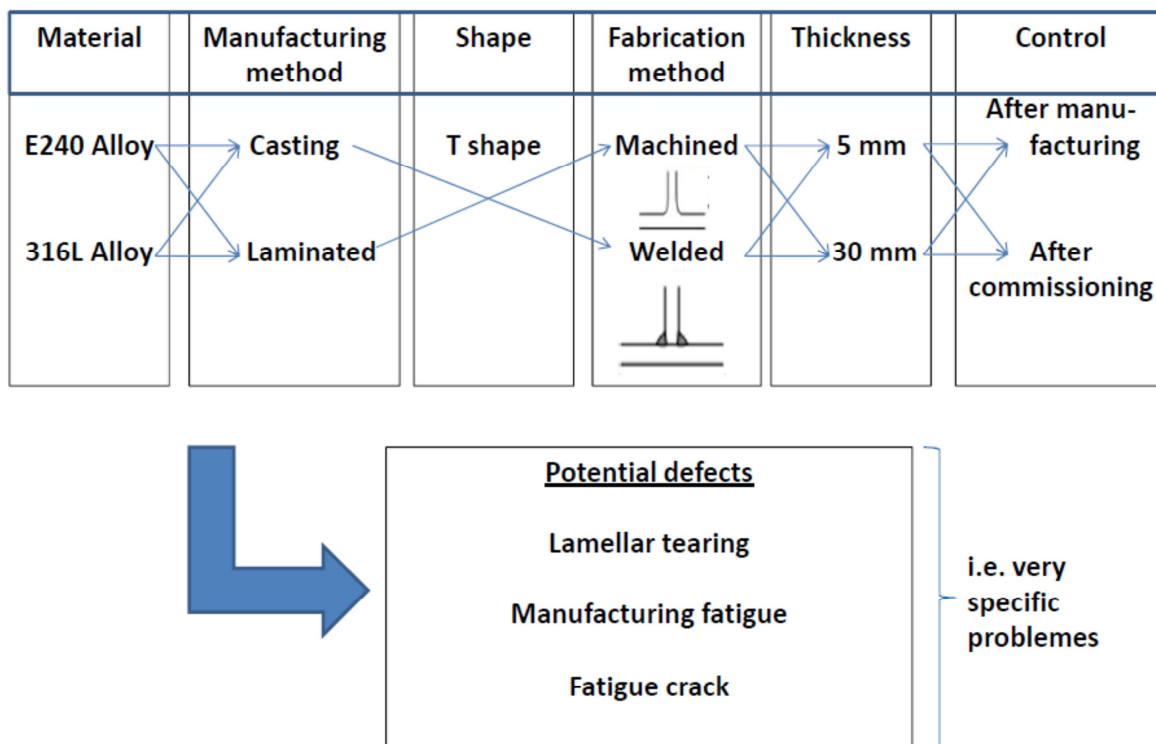 Material
Manufacturing
method
Shape
Fabrication
method
Thickness
Control
E240 Alloy
Casting
T shape
Machined
5 mm
After manu-
facturing
316L Alloy
Laminated
Welded
30 mm
After
commissioning
Potential defects
Lamellar tearing
Manufacturing fatigue
Fatigue crack
i.e. very
specific
problemes